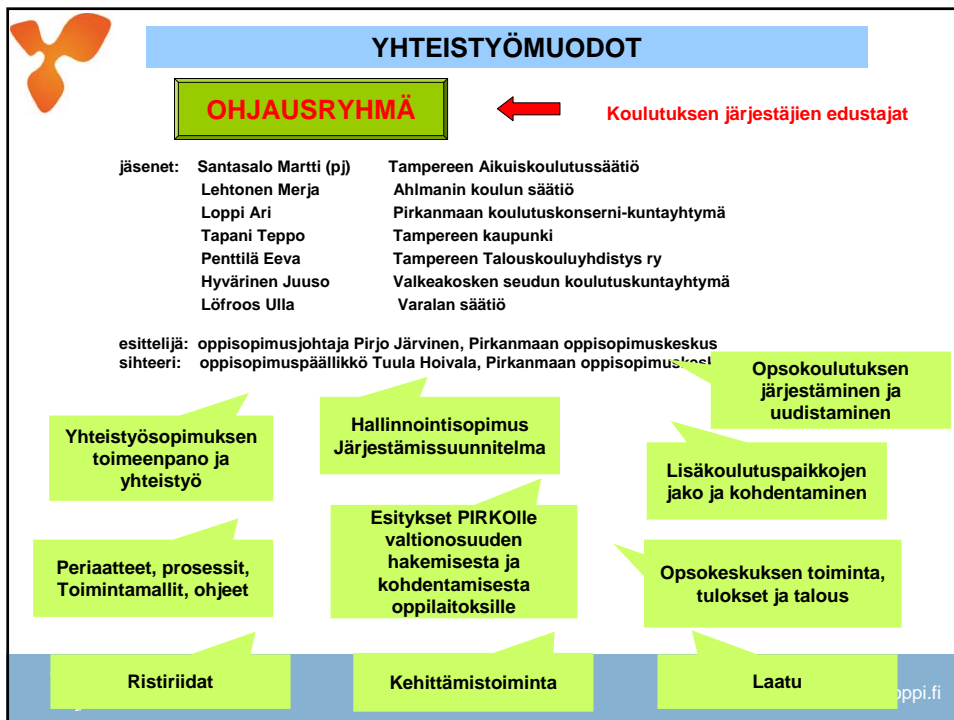 YHTEISTYÖMUODOT
OHJAUSRYHMÄ
Koulutuksen järjestäjien edustajat
jäsenet: Santasalo Martti (pj) Tampereen Aikuiskoulutussäätiö
Lehtonen Merja Ahlmanin koulun säätiö
Loppi Ari Pirkanmaan koulutuskonserni-kuntayhtymä
Tapani Teppo Tampereen kaupunki
Penttilä Eeva Tampereen Talouskouluyhdistys ry
Hyvärinen Juuso Valkeakosken seudun koulutuskuntayhtymä
Löfroos Ulla Varalan säätiö
esittelijä: oppisopimusjohtaja Pirjo Järvinen, Pirkanmaan oppisopimuskeskus
sihteeri: oppisopimuspäällikkö Tuula Hoivala, Pirkanmaan
Opsokoulutuksen
järjestäminen ja
uudistaminen
Hallinnointisopimus
Järjestämissuunnitelma
Yhteistyösopimuksen
toimeenpano ja
yhteistyö
Lisäkoulutuspaikkojen
jako ja kohdentaminen
Esitykset PIRKOlle
valtionosuuden
hakemisesta ja
kohdentamisesta
oppilaitoksille
Periaatteet, prosessit,
Toimintamallit, ohjeet
Opsokeskuksen toiminta,
tulokset ja talous
Ristiriidat
Kehittämistoiminta
Laatu
oppi.fi